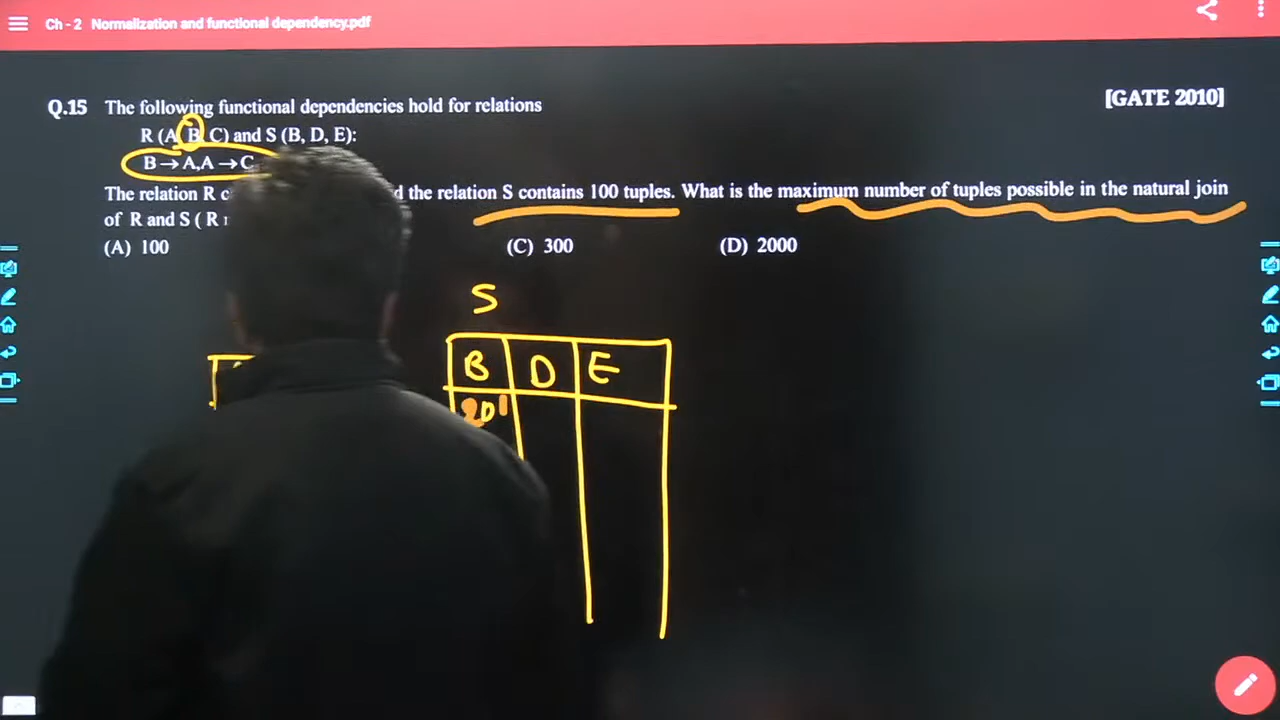 Ch - 2 Normalization and functional dependency.pdf
Q.15 The following functional dependencies hold for relations [GATE 2010]
R (A, B, C) and S (B, D, E):
B → A, A → C
The relation R d the relation S contains 100 tuples. What is the maximum number of tuples possible in the natural join
of R and S ( R
(A) 100 (C) 300 (D) 2000
S
B D E
201